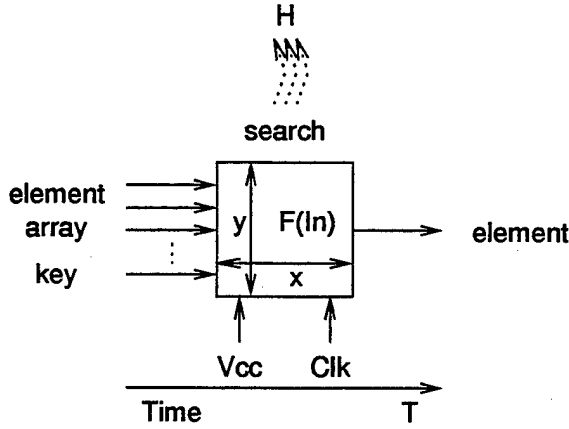 H
search
element
array
key
y
F(In)
x
element
Vcc
Clk
Time
T